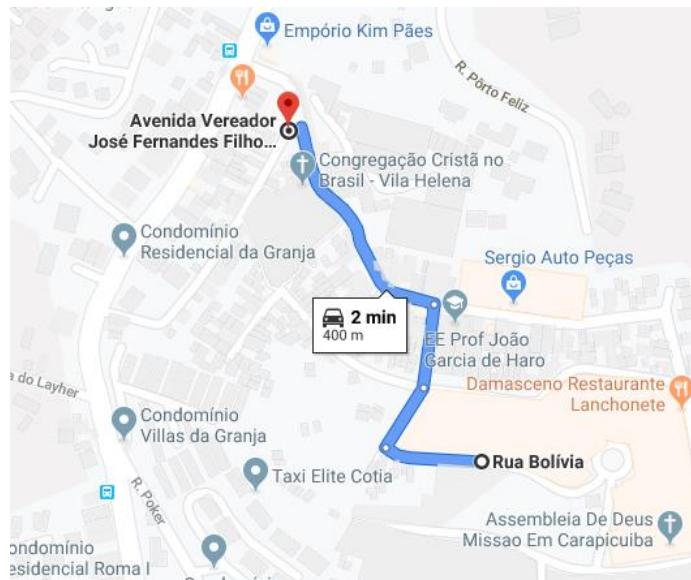 Empório Kim Pães
R. Pôrto Feliz
Avenida Vereador
José Fernandes Filho...
Congregação Cristã no
Brasil - Vila Helena
Condomínio
Residencial da Granja
Sergio Auto Peças
2 min
400 m
EE Prof João
Garcia de Haro
Damasceno Restaurante
Lanchonete
a do Layher
Condomínio
Villas da Granja
Rua Bolívia
Taxi Elite Cotia
R. Poker
Assembleia De Deus
Missao Em Carapicuiba
ondomínio
esidencial Roma I